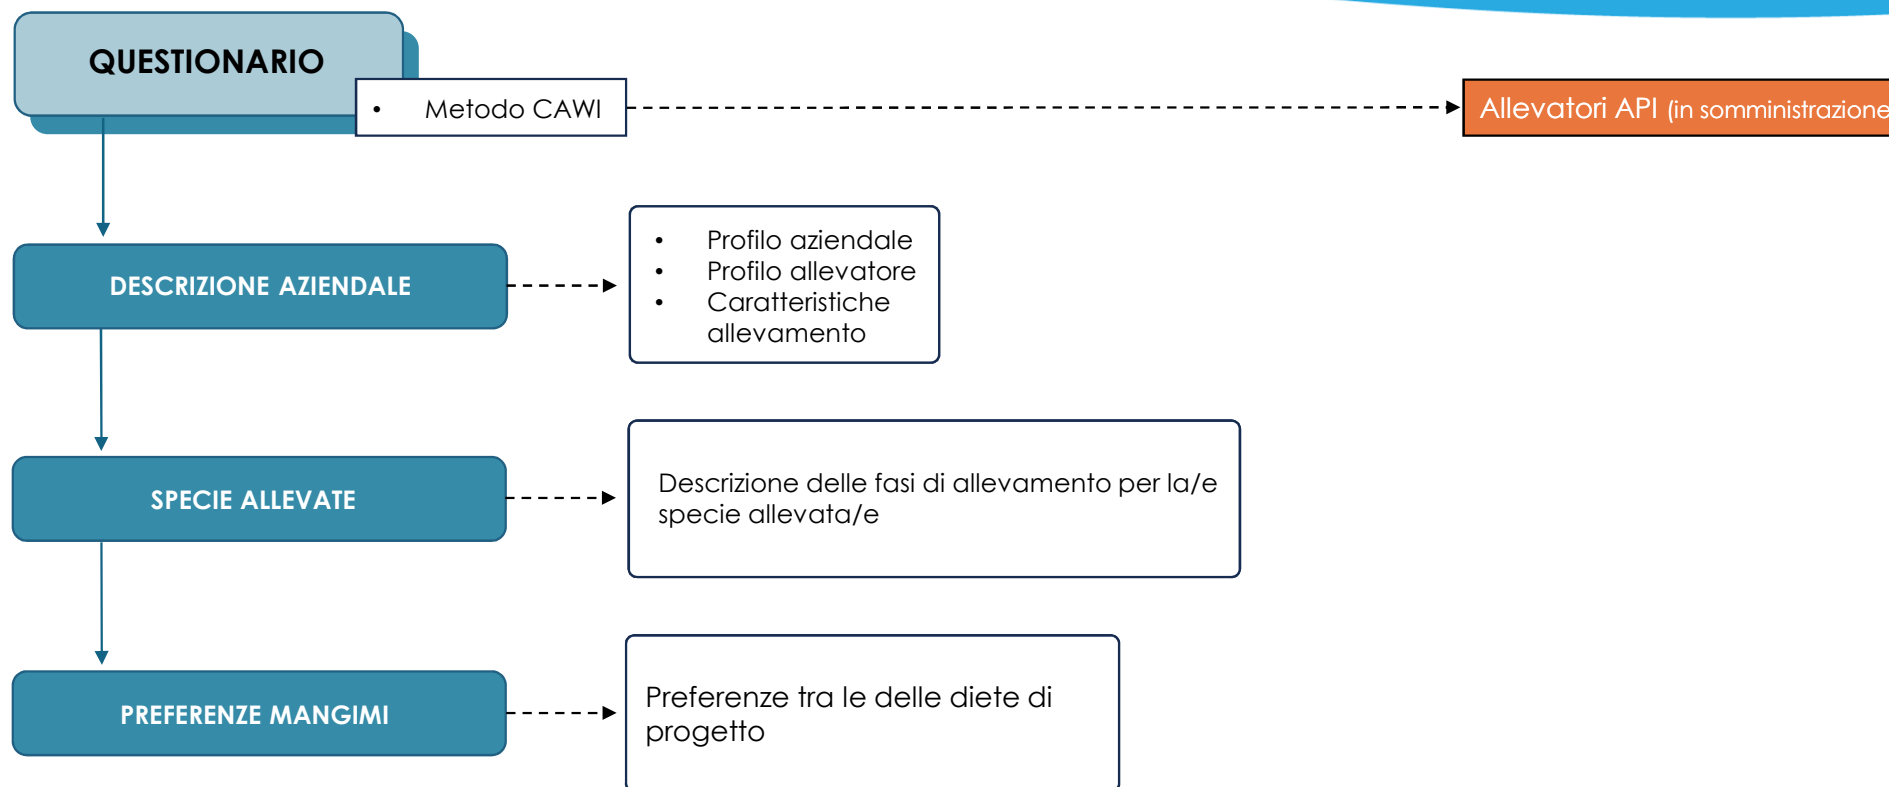 QUESTIONARIO
• Metodo CAWI
Allevatori API (in somministrazione
DESCRIZIONE AZIENDALE
• Profilo aziendale
• Profilo allevatore
• Caratteristiche
allevamento
SPECIE ALLEVATE
Descrizione delle fasi di allevamento per la/e
specie allevata/e
PREFERENZE MANGIMI
Preferenze tra le delle diete di
progetto